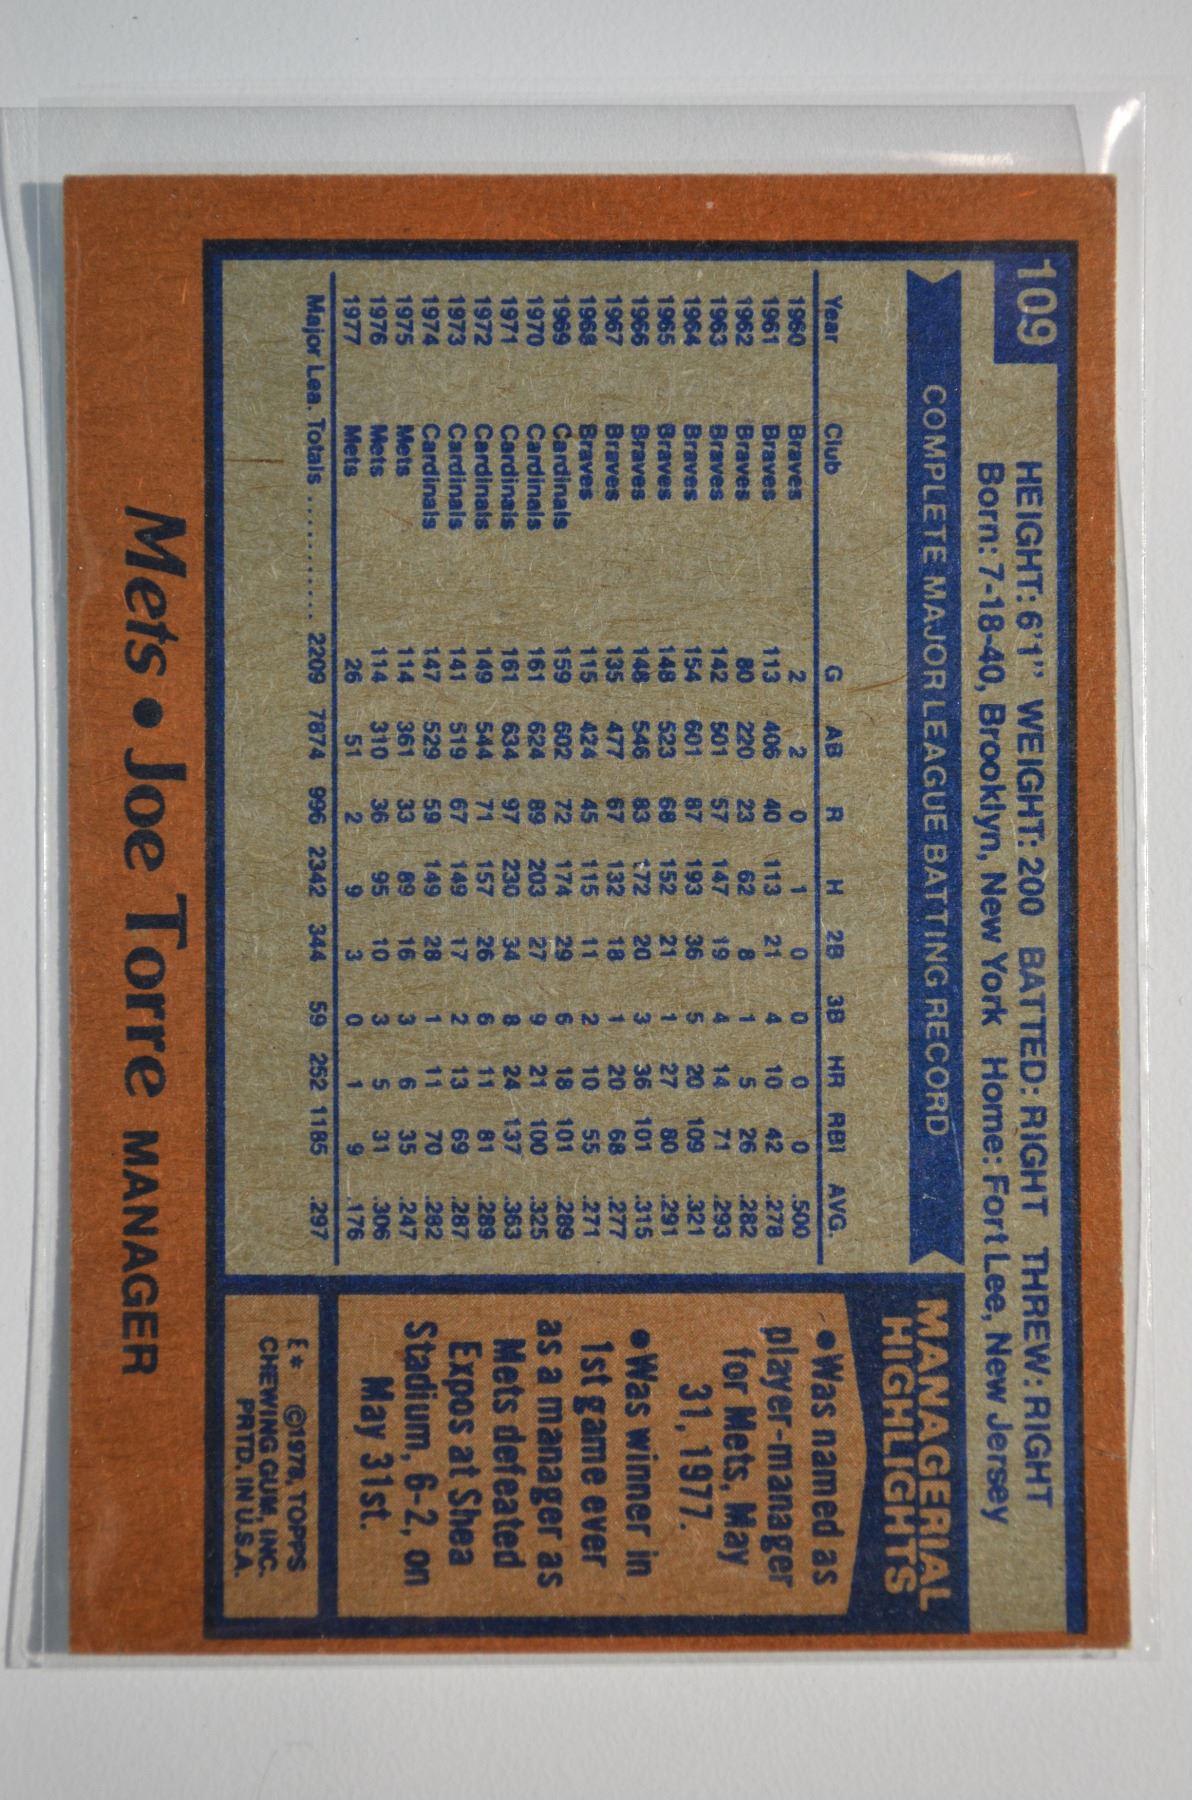 109
HEIGHT: 6'1" WEIGHT: 200 BATTED: RIGHT THREW: RIGHT
Born: 7-18-40, Brooklyn, New York Home: Fort Lee, New Jersey
COMPLETE MAJOR LEAGUE BATTING RECORD
Year Club G AB R H 2B 3B HR RBI AVG.
1960 Braves 2 2 0 1 0 0 0 0 .500
1961 Braves 113 406 40 113 21 4 10 42 .278
1962 Braves 80 220 23 62 8 1 5 26 .282
1963 Braves 142 501 57 147 19 4 14 71 .293
1964 Braves 154 601 87 193 36 5 20 109 .321
1965 Braves 148 523 68 152 21 1 27 80 .291
1966 Braves 148 546 83 172 20 3 36 101 .315
1967 Braves 135 477 67 132 18 1 20 68 .277
1968 Braves 115 424 45 115 11 2 10 55 .271
1969 Cardinals 159 602 72 174 29 6 18 101 .289
1970 Cardinals 161 624 89 203 27 9 21 100 .325
1971 Cardinals 161 634 97 230 34 8 24 137 .363
1972 Cardinals 149 544 71 157 26 6 11 81 .289
1973 Cardinals 141 519 67 149 17 2 13 69 .287
1974 Cardinals 147 529 59 149 28 1 11 70 .282
1975 Mets 114 361 33 89 16 3 6 35 .247
1976 Mets 114 310 36 95 10 3 5 31 .306
1977 Mets 26 51 2 9 3 0 1 9 .176
Major Lea. Totals .......... 2209 7874 996 2342 344 59 252 1185 .297
MANAGERIAL
HIGHLIGHTS
•Was named as
player-manager
for Mets, May
31, 1977.
•Was winner in
1st game ever
as a manager as
Mets defeated
Expos at Shea
Stadium, 6-2, on
May 31st.
E* ©1978, TOPPS
CHEWING GUM, INC.
PRTD. IN U.S.A.
Mets • Joe Torre MANAGER